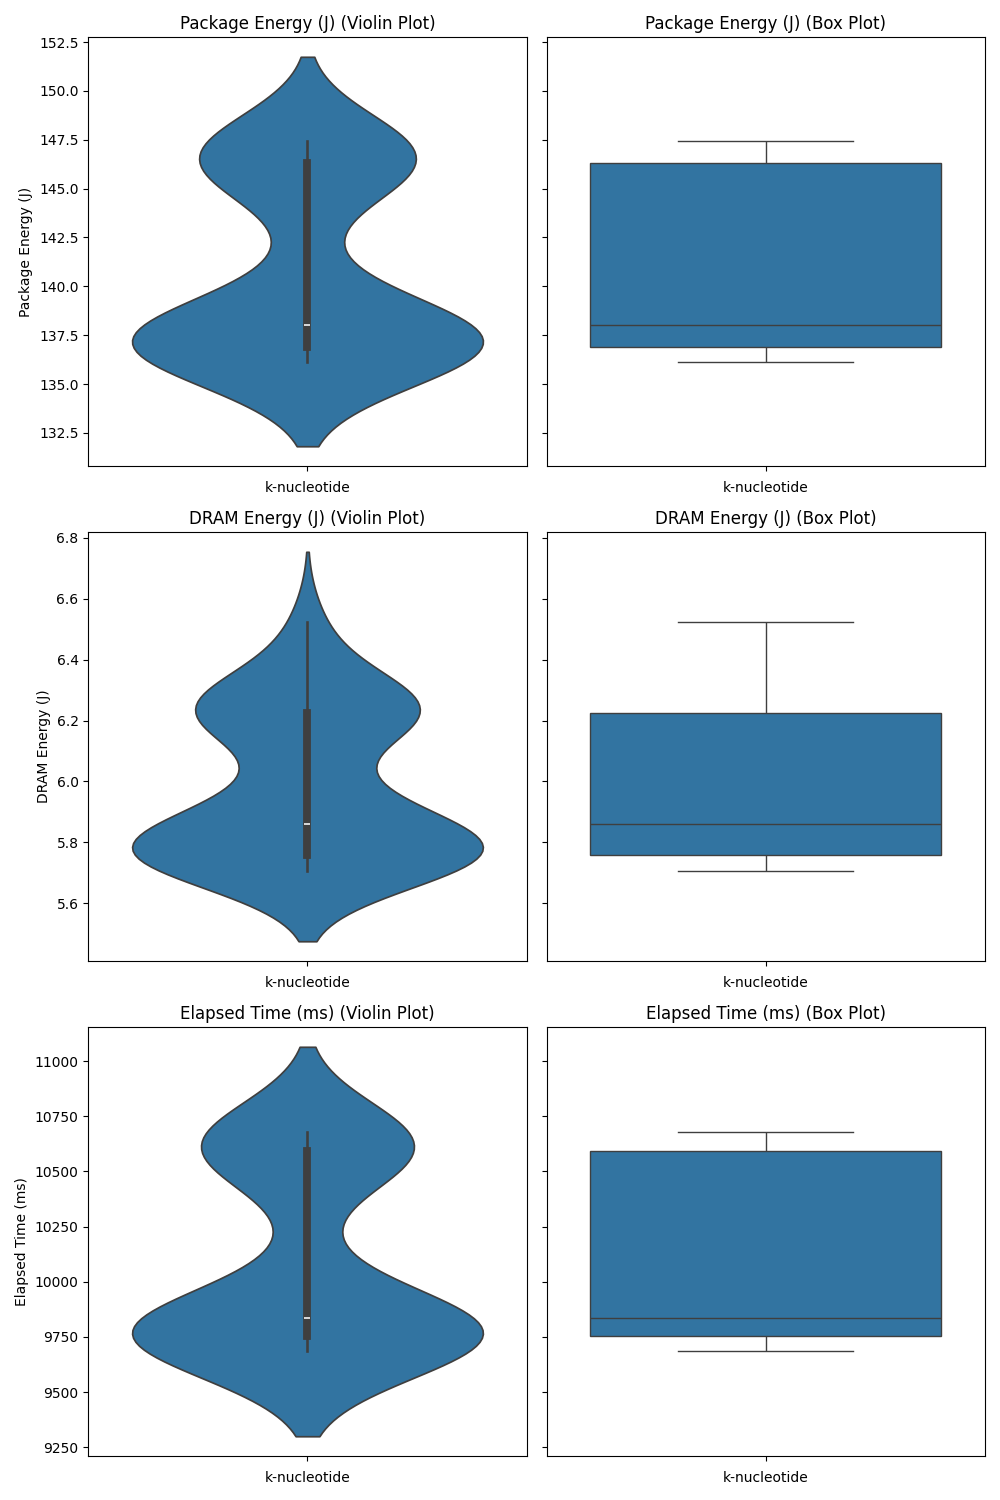 Package Energy (J) (Violin Plot)
Package Energy (J) (Box Plot)
152.5
150.0
147.5
145.0
142.5
140.0
137.5
135.0
132.5
Package Energy (J)
k-nucleotide
k-nucleotide
DRAM Energy (J) (Violin Plot)
DRAM Energy (J) (Box Plot)
6.8
6.6
6.4
6.2
6.0
5.8
5.6
DRAM Energy (J)
k-nucleotide
k-nucleotide
Elapsed Time (ms) (Violin Plot)
Elapsed Time (ms) (Box Plot)
11000
10750
10500
10250
10000
9750
9500
9250
Elapsed Time (ms)
k-nucleotide
k-nucleotide